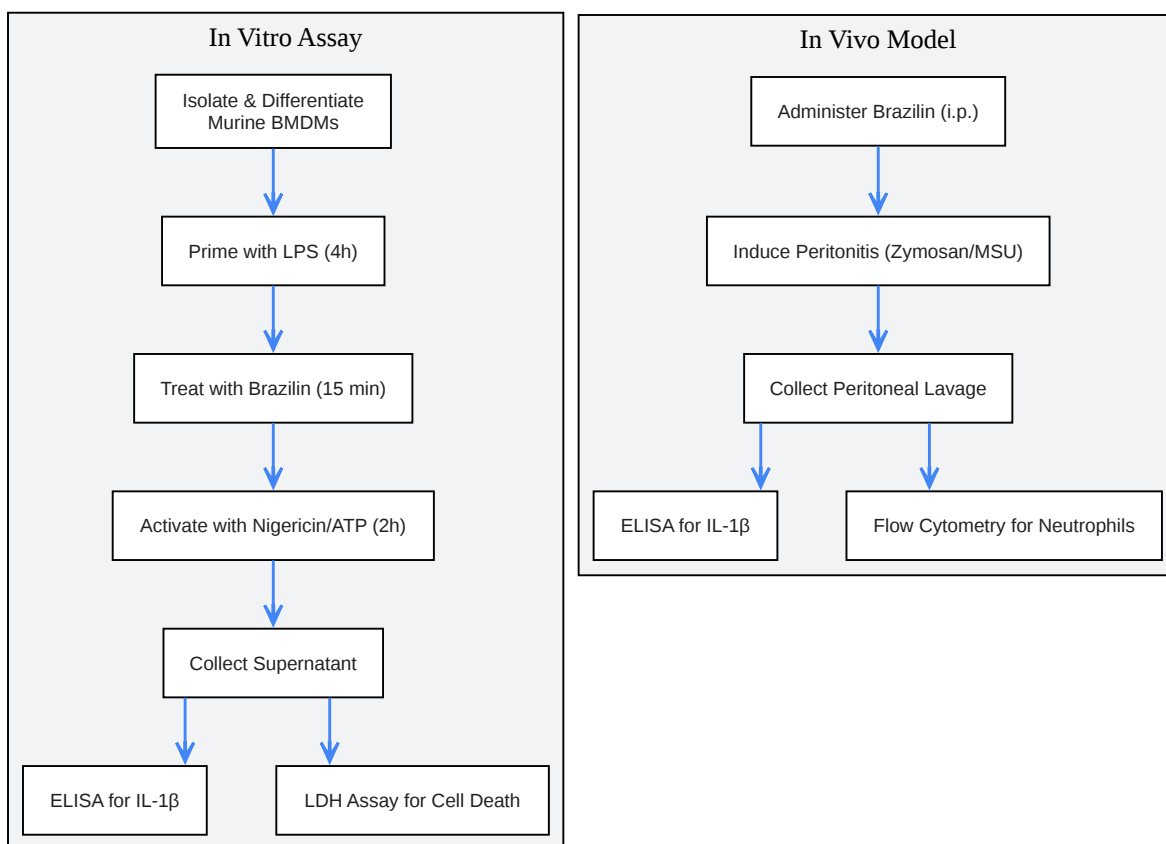 In Vitro Assay
Isolate & Differentiate
Murine BMDMs
Prime with LPS (4h)
Treat with Brazilin (15 min)
Activate with Nigericin/ATP (2h)
Collect Supernatant
ELISA for IL-1β
LDH Assay for Cell Death
In Vivo Model
Administer Brazilin (i.p.)
Induce Peritonitis (Zymosan/MSU)
Collect Peritoneal Lavage
ELISA for IL-1β
Flow Cytometry for Neutrophils